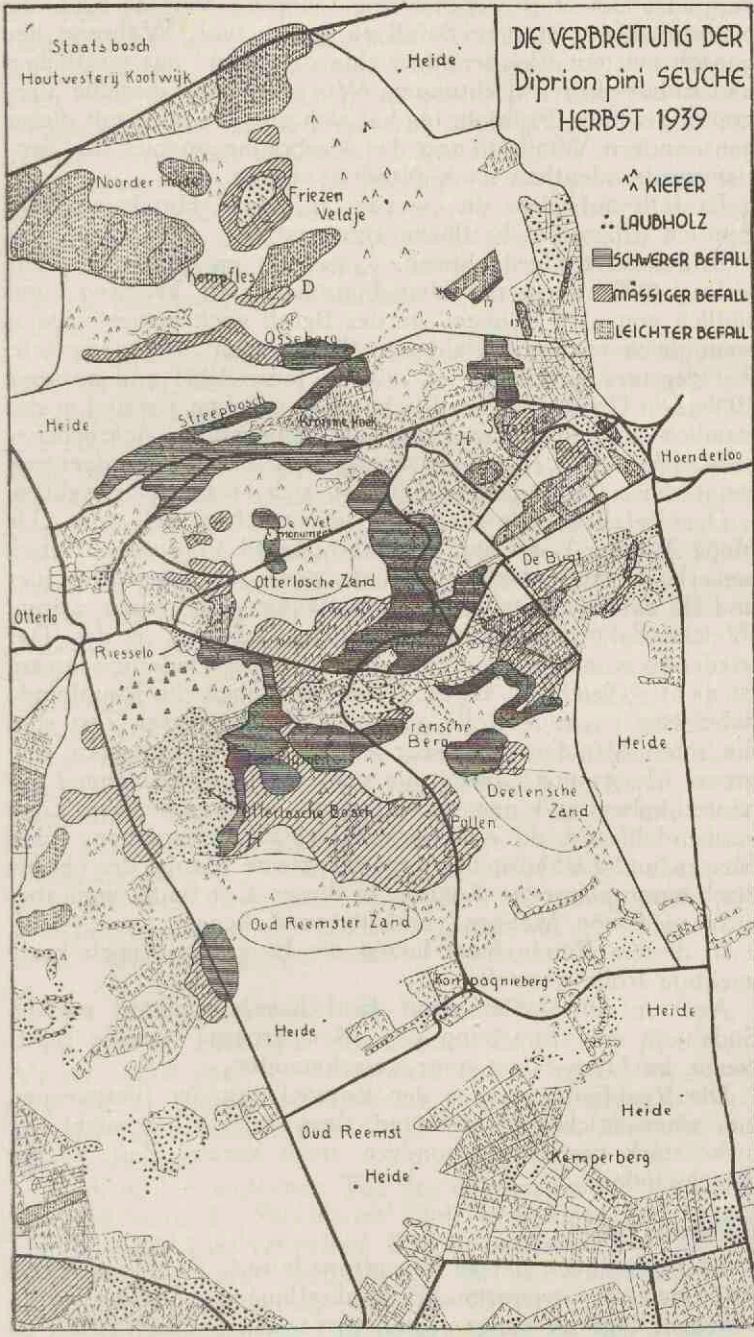 DIE VERBREITUNG DER
Diprion pini SEUCHE
HERBST 1939
KIEFER
LAUBHOLZ
SCHWERER BEFALL
MÄSSIGER BEFALL
LEICHTER BEFALL
Staatsbosch
Houtvesterij Kootwijk
Heide
Noorder Heide
Friezen
Veldje
Kempfles
D
Osseberg
Streepbosch
Kromme Hoek
Heide
H
Hoenderloo
De Wet
monument
Otterlosche Zand
De Bunt
Otterlo
Riesselo
Fransche
Berg
Heide
Deelensche
Zand
Otterlosche Bosch
Pollen
H
Oud Reemster Zand
Kompagnieberg
Heide
Heide
Oud Reemst
Heide
Heide
Kemperberg